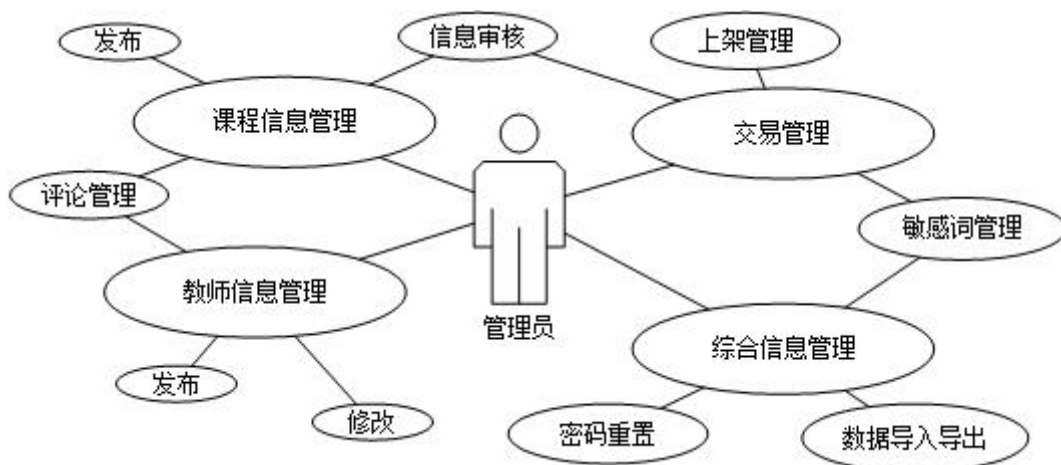 发布
信息审核
上架管理
课程信息管理
交易管理
评论管理
敏感词管理
教师信息管理
管理员
综合信息管理
发布
修改
密码重置
数据导入导出